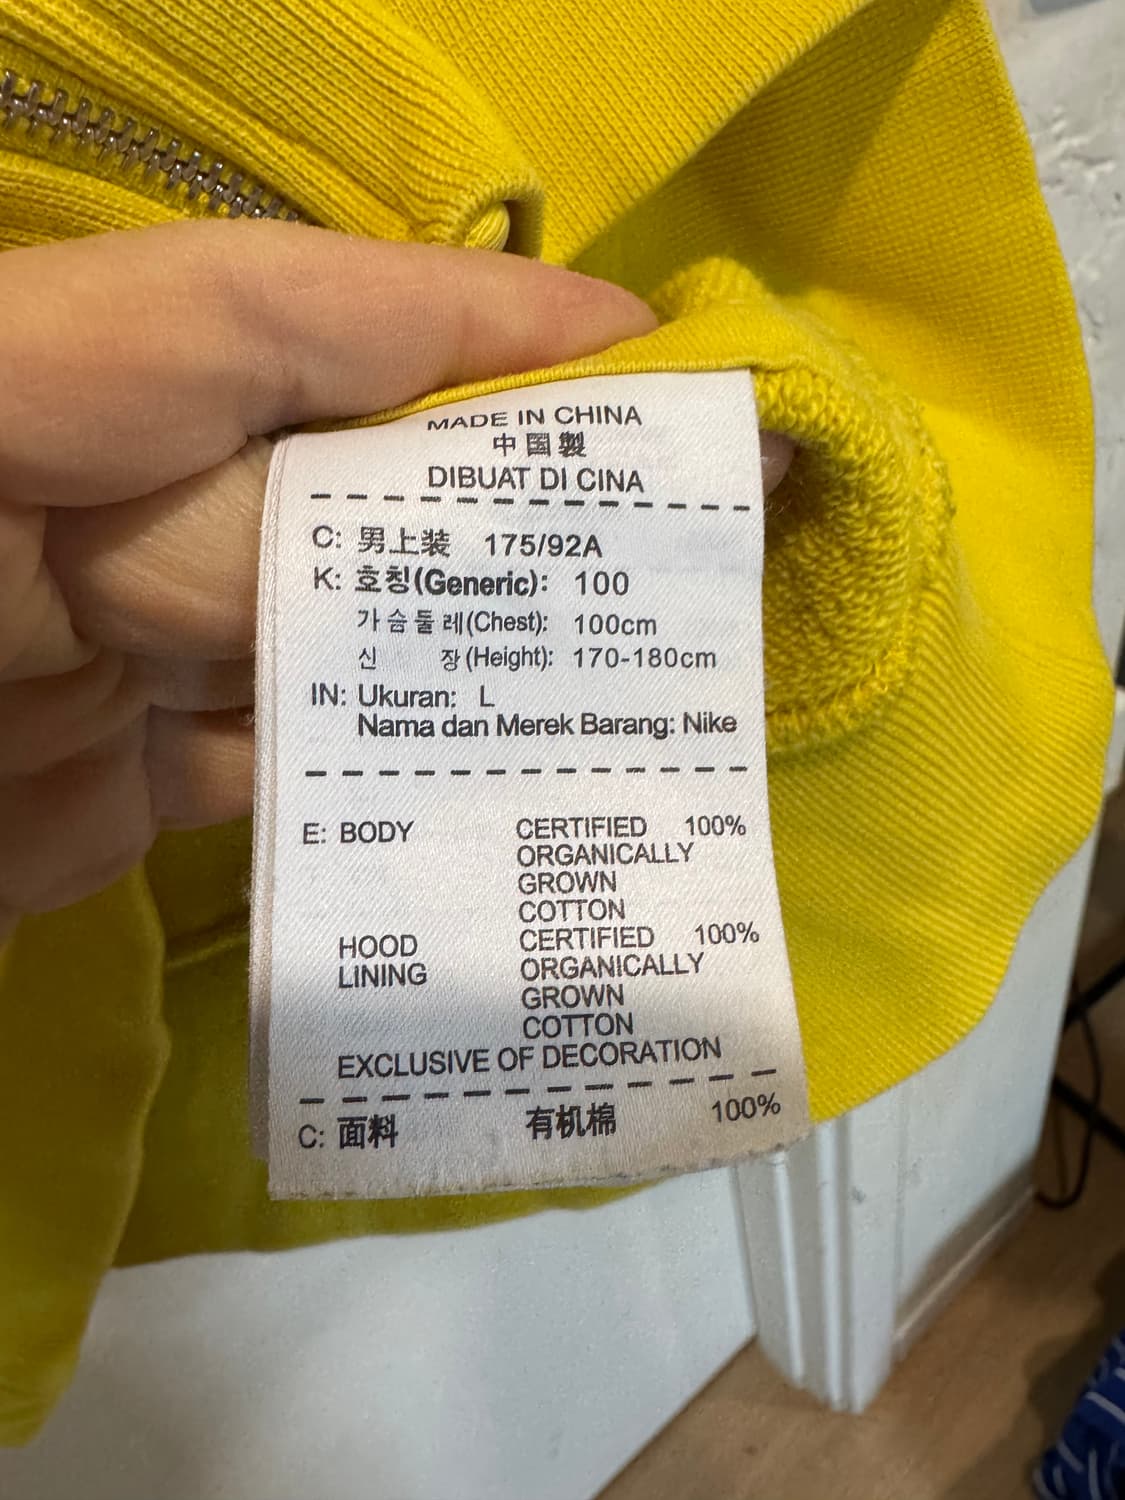 MADE IN CHINA
中国製
DIBUAT DI CINA
C: 男上装 175/92A
K: 호칭(Generic): 100
가슴둘레(Chest): 100cm
신 장(Height): 170-180cm
IN: Ukuran: L
Nama dan Merek Barang: Nike
E: BODY CERTIFIED 100%
ORGANICALLY
GROWN
COTTON
HOOD CERTIFIED 100%
LINING ORGANICALLY
GROWN
COTTON
EXCLUSIVE OF DECORATION
C: 面料 有机棉 100%